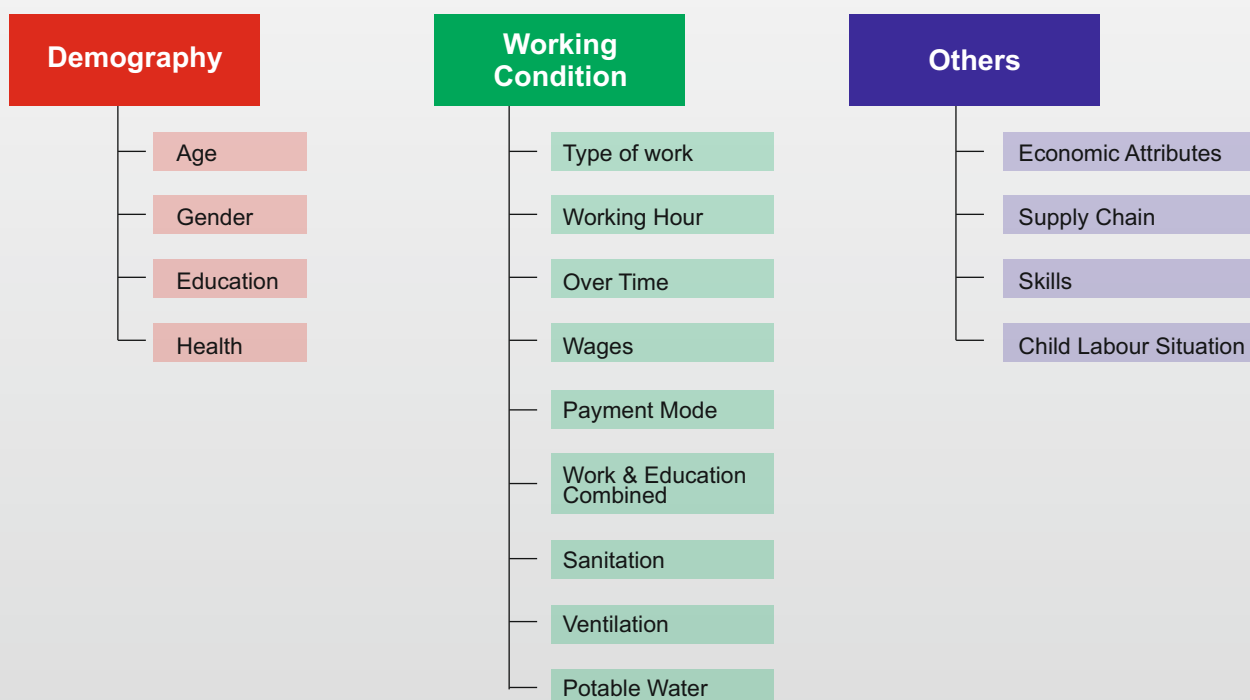 Demography
Age
Gender
Education
Health
Working
Condition
Type of work
Working Hour
Over Time
Wages
Payment Mode
Work & Education
Combined
Sanitation
Ventilation
Potable Water
Others
Economic Attributes
Supply Chain
Skills
Child Labour Situation